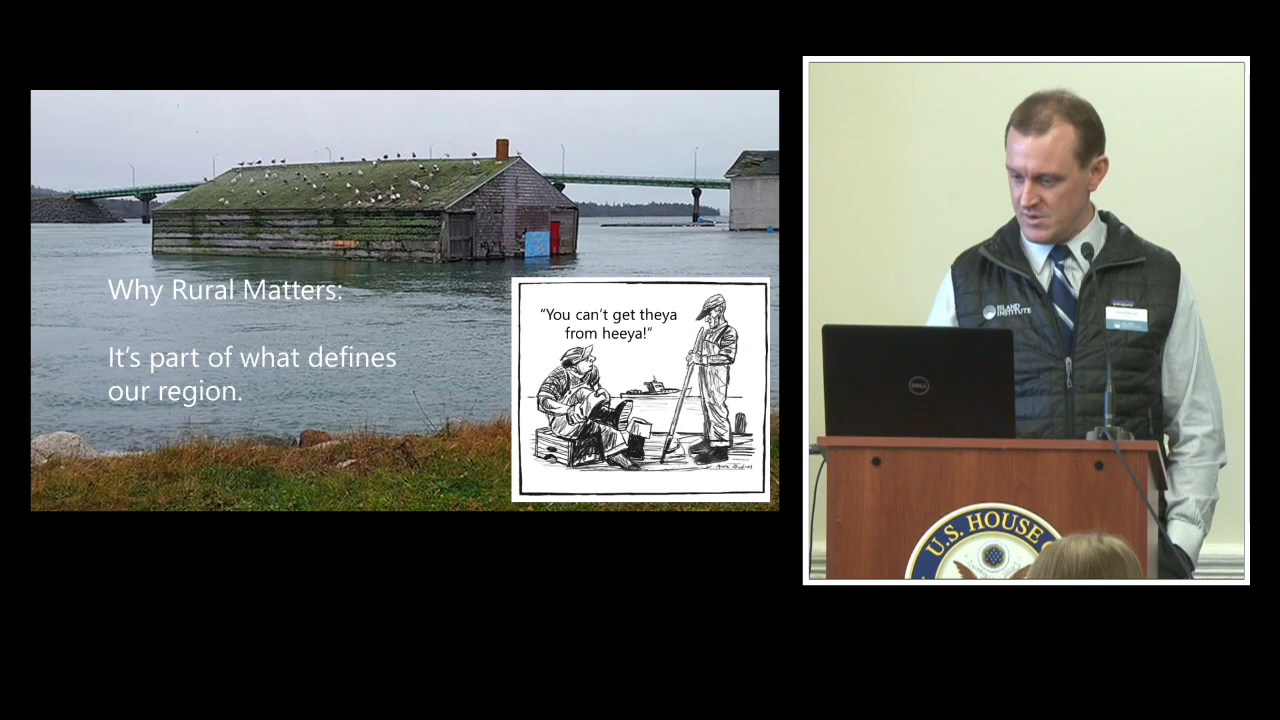 Why Rural Matters:
It's part of what defines
our region.
“You can't get theya
from heeya!”
ISLAND
INSTITUTE
DELL
U.S. HOUSE